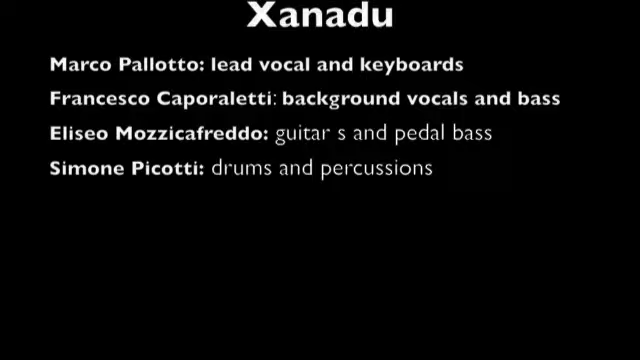 Xanadu
Marco Pallotto: lead vocal and keyboards
Francesco Caporaletti: background vocals and bass
Eliseo Mozzicafreddo: guitar s and pedal bass
Simone Picotti: drums and percussions